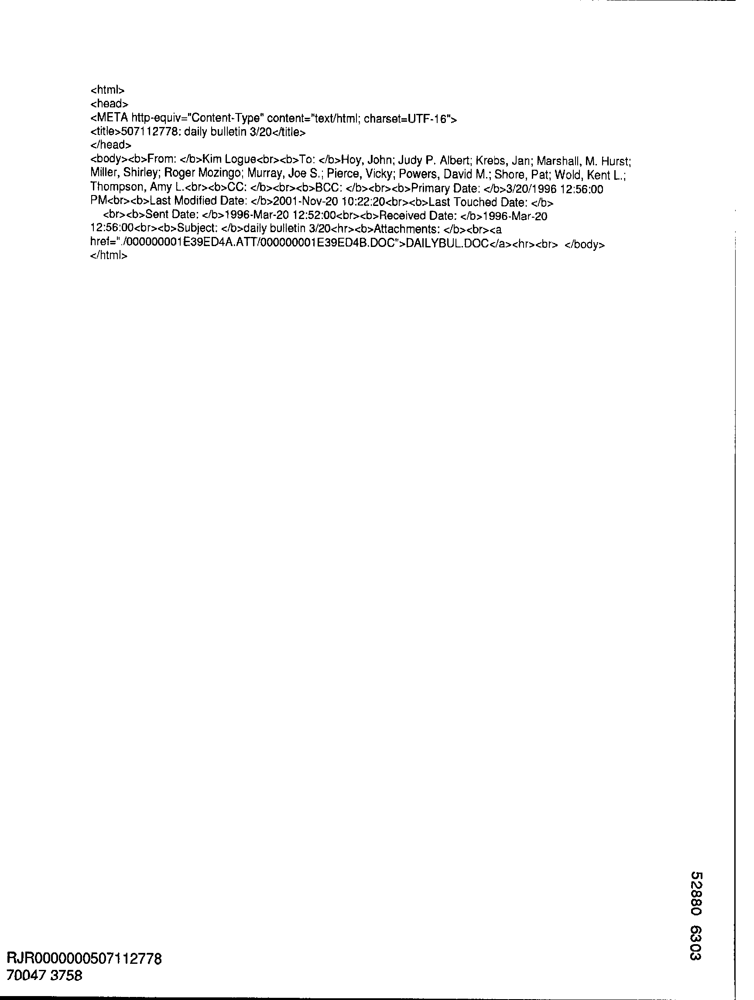 <html>
<head>
<META http-equiv="Content-Type" content="text/html; charset=UTF-16">
<title>507112778: daily bulletin 3/20</title>
</head>
<body><b>From: </b>Kim Logue<br><b>To: </b>Hoy, John; Judy P. Albert; Krebs, Jan; Marshall, M. Hurst;
Miller, Shirley; Roger Mozingo; Murray, Joe S.; Pierce, Vicky; Powers, David M.; Shore, Pat; Wold, Kent L.;
Thompson, Amy L.<br><b>CC: </b><br><b>BCC: </b><br><b>Primary Date: </b>3/20/1996 12:56:00
PM<br><b>Last Modified Date: </b>2001-Nov-20 10:22:20<br><b>Last Touched Date: </b>
<br><b>Sent Date: </b>1996-Mar-20 12:52:00<br><b>Received Date: </b>1996-Mar-20
12:56:00<br><b>Subject: </b>daily bulletin 3/20<hr><b>Attachments: </b><br><a
href="./000000001E39ED4A.ATT/000000001E39ED4B.DOC">DAILYBUL.DOC</a><hr><br> </body>
</html>
52880 6303
RJR0000000507112778
70047 3758